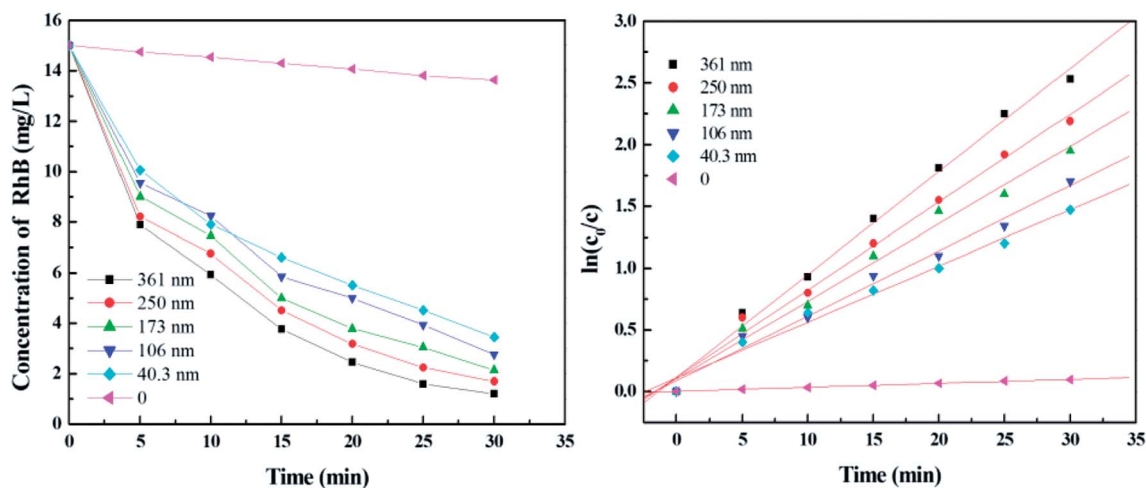 16
14
12
10
8
6
4
2
0
Concentration of RhB (mg/L)
361 nm
250 nm
173 nm
106 nm
40.3 nm
0
0 5 10 15 20 25 30 35
Time (min)
3.0
2.5
2.0
1.5
1.0
0.5
0.0
ln(c₀/c)
361 nm
250 nm
173 nm
106 nm
40.3 nm
0
0 5 10 15 20 25 30 35
Time (min)